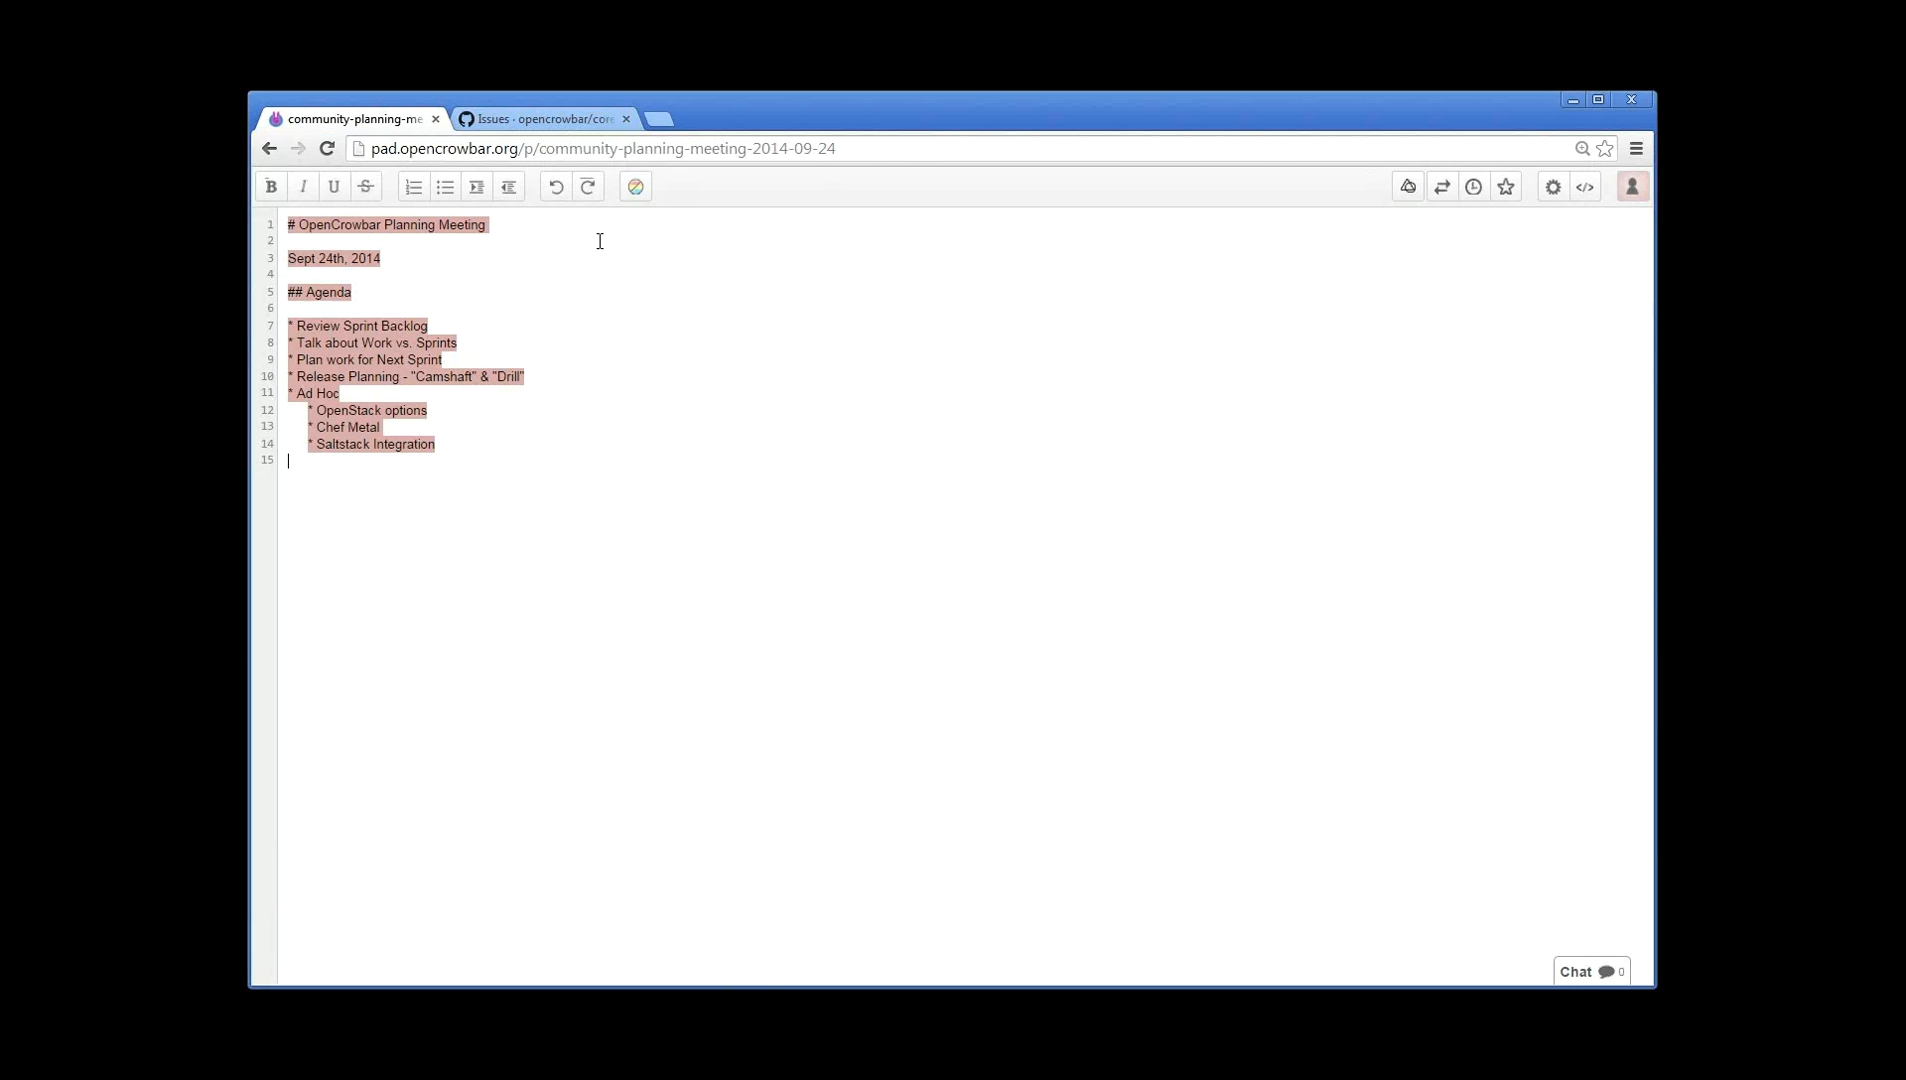 community-planning-me
Issues · opencrowbar/core
pad.opencrowbar.org/p/community-planning-meeting-2014-09-24
B I U S
1 # OpenCrowbar Planning Meeting
2
3 Sept 24th, 2014
4
5 ## Agenda
6
7 * Review Sprint Backlog
8 * Talk about Work vs. Sprints
9 * Plan work for Next Sprint
10 * Release Planning - "Camshaft" & "Drill"
11 * Ad Hoc
12 * OpenStack options
13 * Chef Metal
14 * Saltstack Integration
15
Chat 0